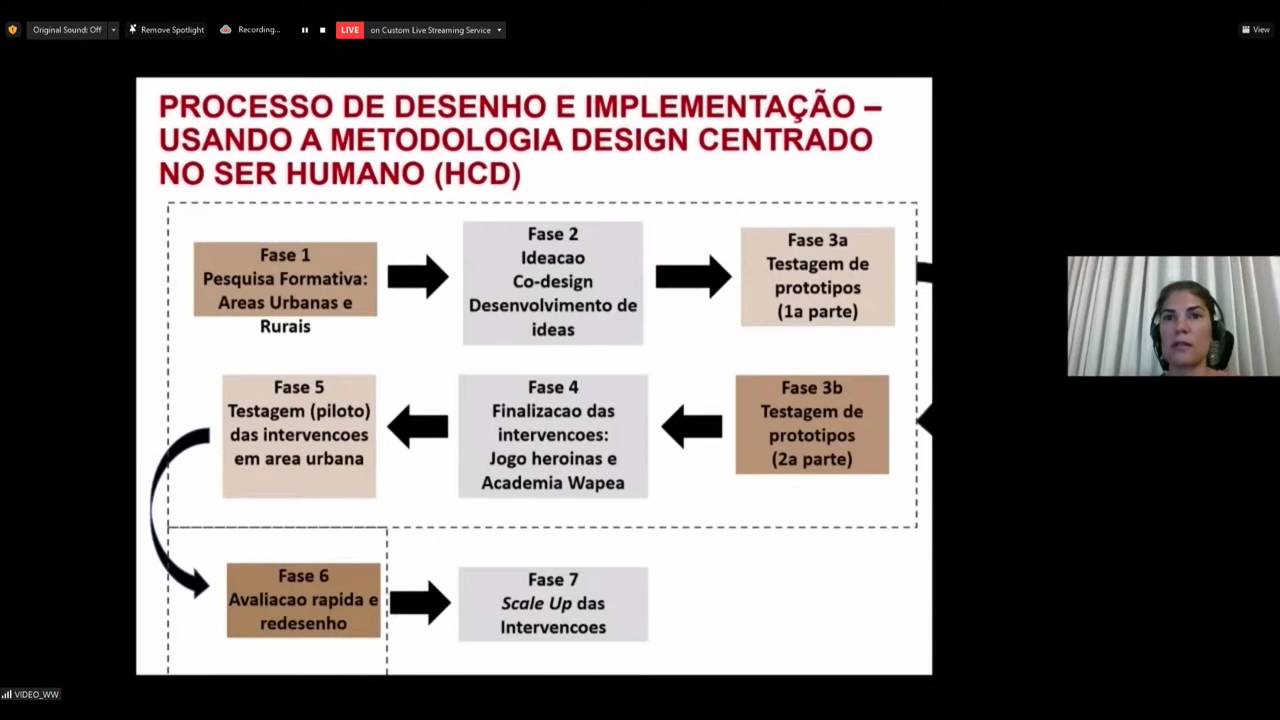 Original Sound: Off
Remove Spotlight
Recording...
LIVE
on Custom Live Streaming Service
View
PROCESSO DE DESENHO E IMPLEMENTAÇÃO –
USANDO A METODOLOGIA DESIGN CENTRADO
NO SER HUMANO (HCD)
Fase 1
Pesquisa Formativa:
Areas Urbanas e
Rurais
Fase 2
Ideacao
Co-design
Desenvolvimento de
ideas
Fase 3a
Testagem de
prototipos
(1a parte)
Fase 5
Testagem (piloto)
das intervencoes
em area urbana
Fase 4
Finalizacao das
intervencoes:
Jogo heroinas e
Academia Wapea
Fase 3b
Testagem de
prototipos
(2a parte)
Fase 6
Avaliacao rapida e
redesenho
Fase 7
Scale Up das
Intervencoes
VIDEO_WW